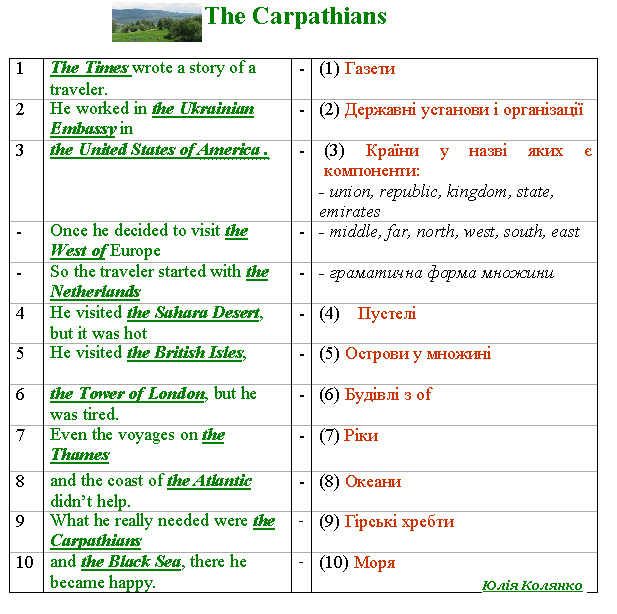 The Carpathians
1 The Times wrote a story of a - (1) Газети
traveler.
2 He worked in the Ukrainian - (2) Державні установи і організації
Embassy in
3 the United States of America . - (3) Країни у назві яких є
компоненти:
- union, republic, kingdom, state,
emirates
- Once he decided to visit the - - middle, far, north, west, south, east
West of Europe
- So the traveler started with the - - граматична форма множини
Netherlands
4 He visited the Sahara Desert, - (4) Пустелі
but it was hot
5 He visited the British Isles, - (5) Острови у множині
6 the Tower of London, but he - (6) Будівлі з of
was tired.
7 Even the voyages on the - (7) Ріки
Thames
8 and the coast of the Atlantic - (8) Океани
didn’t help.
9 What he really needed were the - (9) Гірські хребти
Carpathians
10 and the Black Sea, there he - (10) Моря
became happy.
Юлія Колянко